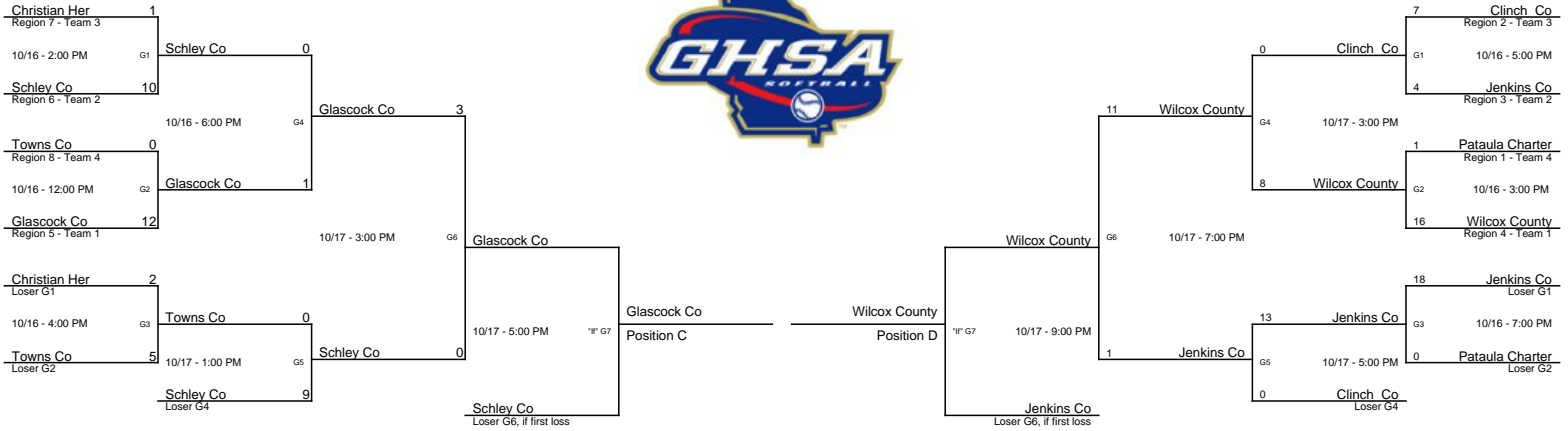 Christian Her 1
Region 7 - Team 3
10/16 - 2:00 PM G1
Schley Co 10
Region 6 - Team 2
Schley Co 0
10/16 - 6:00 PM G4
Towns Co 0
Region 8 - Team 4
10/16 - 12:00 PM G2
Glascock Co 12
Region 5 - Team 1
Glascock Co 1
Glascock Co 3
10/17 - 3:00 PM G6
Christian Her 2
Loser G1
10/16 - 4:00 PM G3
Towns Co 5
Loser G2
Towns Co 0
10/17 - 1:00 PM G5
Schley Co 9
Loser G4
Schley Co 0
Glascock Co
10/17 - 5:00 PM "If" G7
Schley Co
Loser G6, if first loss
Glascock Co
Position C
GHSA
SOFTBALL
TM
Wilcox County
Position D
Wilcox County
"If" G7 10/17 - 9:00 PM
Jenkins Co
Loser G6, if first loss
11 Wilcox County
G6 10/17 - 7:00 PM
1 Jenkins Co
0 Clinch Co
G4 10/17 - 3:00 PM
8 Wilcox County
13 Jenkins Co
G5 10/17 - 5:00 PM
0 Clinch Co
Loser G4
7 Clinch Co
Region 2 - Team 3
G1 10/16 - 5:00 PM
4 Jenkins Co
Region 3 - Team 2
1 Pataula Charter
Region 1 - Team 4
G2 10/16 - 3:00 PM
16 Wilcox County
Region 4 - Team 1
18 Jenkins Co
Loser G1
G3 10/16 - 7:00 PM
0 Pataula Charter
Loser G2